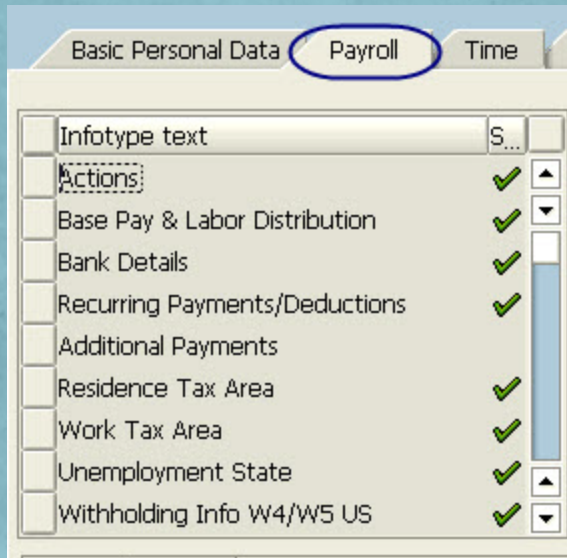 Basic Personal Data Payroll Time
Infotype text S...
Actions
Base Pay & Labor Distribution
Bank Details
Recurring Payments/Deductions
Additional Payments
Residence Tax Area
Work Tax Area
Unemployment State
Withholding Info W4/W5 US